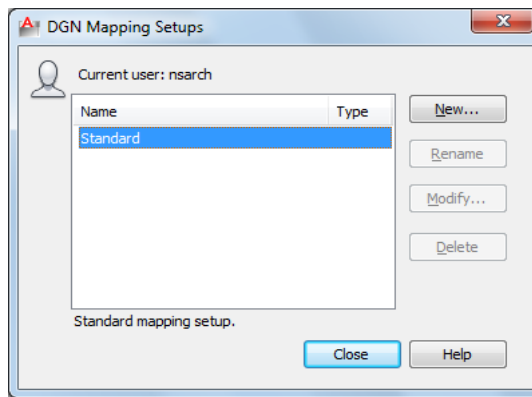 DGN Mapping Setups
Current user: nsarch
Name Type
Standard
New...
Rename
Modify...
Delete
Standard mapping setup.
Close Help